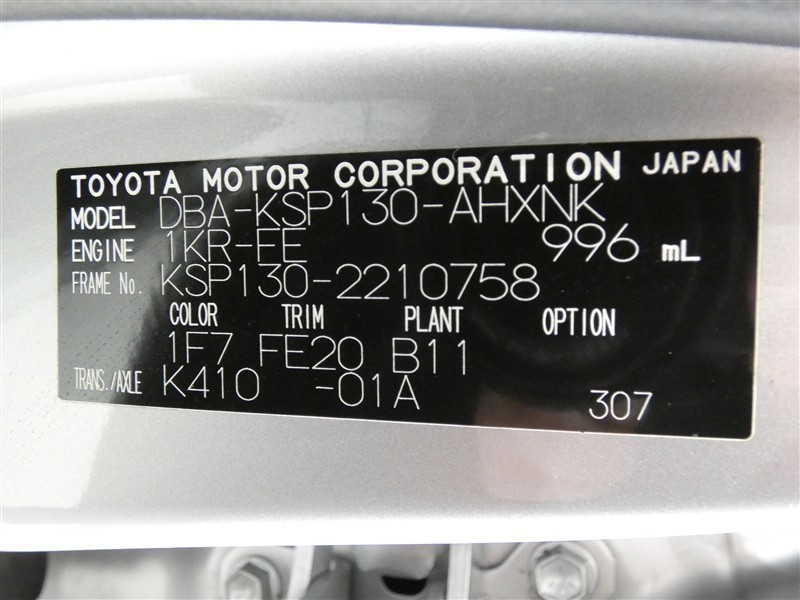 TOYOTA MOTOR CORPORATION JAPAN
MODEL DBA-KSP130-AHXNK
ENGINE 1KR-FE 996 mL
FRAME No. KSP130-2210758
COLOR TRIM PLANT OPTION
1F7 FE20 B11
TRANS./AXLE K410 -01A 307